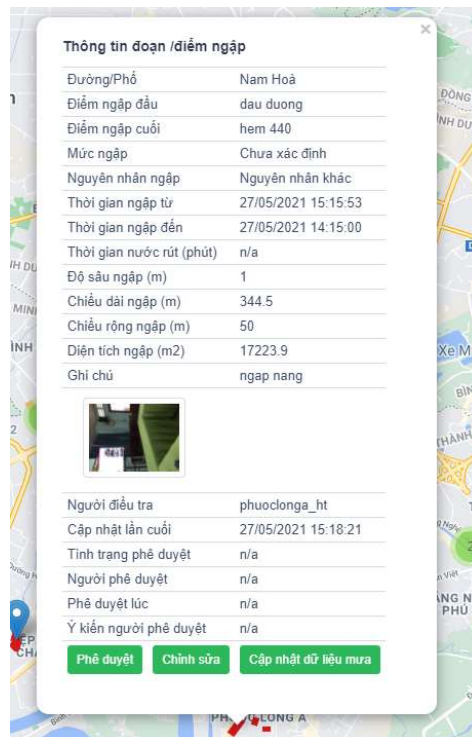 ×
Thông tin đoạn /điểm ngập
Đường/Phố Nam Hoà
Điểm ngập đầu dau duong
Điểm ngập cuối hem 440
Mức ngập Chưa xác định
Nguyên nhân ngập Nguyên nhân khác
Thời gian ngập từ 27/05/2021 15:15:53
Thời gian ngập đến 27/05/2021 14:15:00
Thời gian nước rút (phút) n/a
Độ sâu ngập (m) 1
Chiều dài ngập (m) 344.5
Chiều rộng ngập (m) 50
Diện tích ngập (m2) 17223.9
Ghi chú ngap nang
Người điều tra phuoclonga_ht
Cập nhật lần cuối 27/05/2021 15:18:21
Tình trạng phê duyệt n/a
Người phê duyệt n/a
Phê duyệt lúc n/a
Ý kiến người phê duyệt n/a
Phê duyệt Chỉnh sửa Cập nhật dữ liệu mưa
LONG A